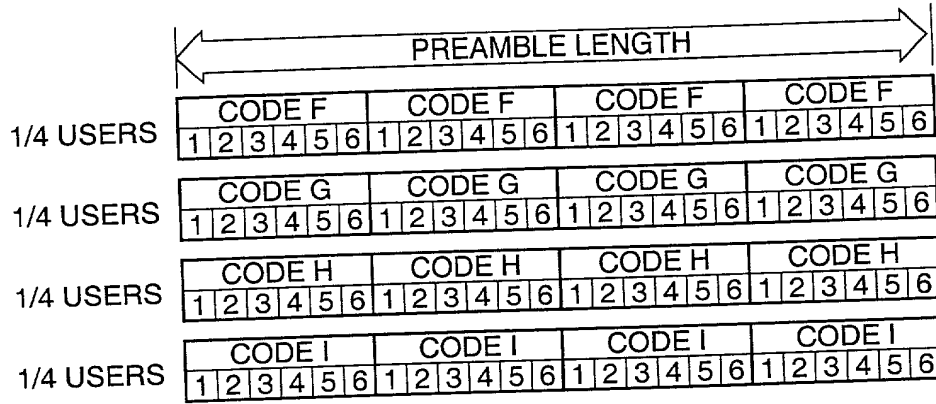 PREAMBLE LENGTH
CODE F CODE F CODE F CODE F
1/4 USERS 1 2 3 4 5 6 1 2 3 4 5 6 1 2 3 4 5 6 1 2 3 4 5 6
CODE G CODE G CODE G CODE G
1/4 USERS 1 2 3 4 5 6 1 2 3 4 5 6 1 2 3 4 5 6 1 2 3 4 5 6
CODE H CODE H CODE H CODE H
1/4 USERS 1 2 3 4 5 6 1 2 3 4 5 6 1 2 3 4 5 6 1 2 3 4 5 6
CODE I CODE I CODE I CODE I
1/4 USERS 1 2 3 4 5 6 1 2 3 4 5 6 1 2 3 4 5 6 1 2 3 4 5 6